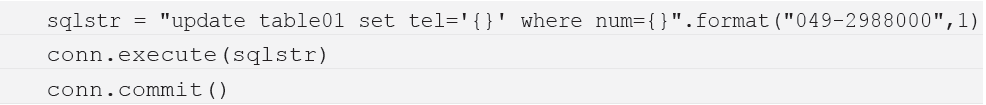 sqlstr = "update table01 set tel='{}' where num={}".format("049-2988000",1)
conn.execute(sqlstr)
conn.commit()